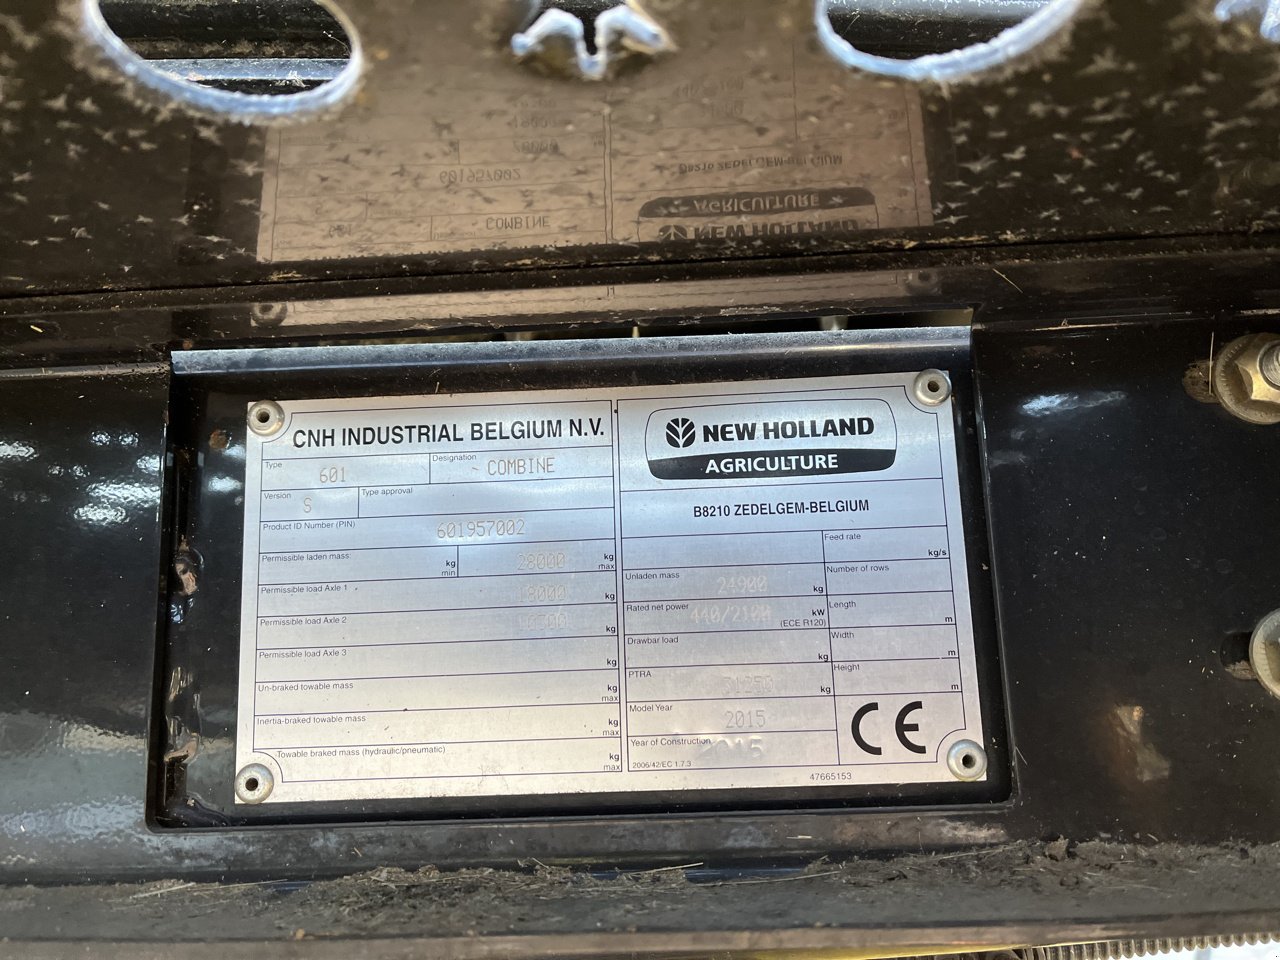 CNH INDUSTRIAL BELGIUM N.V.
Type 601 Designation COMBINE
Version S Type approval
Product ID Number (PIN) 601957002
Permissible laden mass kg min 28000 kg max
Permissible load Axle 1 18000 kg
Permissible load Axle 2 kg
Permissible load Axle 3 kg
Un-braked towable mass kg max
Inertia-braked towable mass kg max
Towable braked mass (hydraulic/pneumatic) kg max
NEW HOLLAND
AGRICULTURE
B8210 ZEDELGEM-BELGIUM
Feed rate kg/s
Unladen mass 24900 kg
Number of rows
Rated net power 440/2100 kW (ECE R120)
Length m
Drawbar load kg
Width m
PTRA kg
Height m
Model Year 2015
Year of Construction 2015
2006/42/EC 1.7.3
CE
47665153